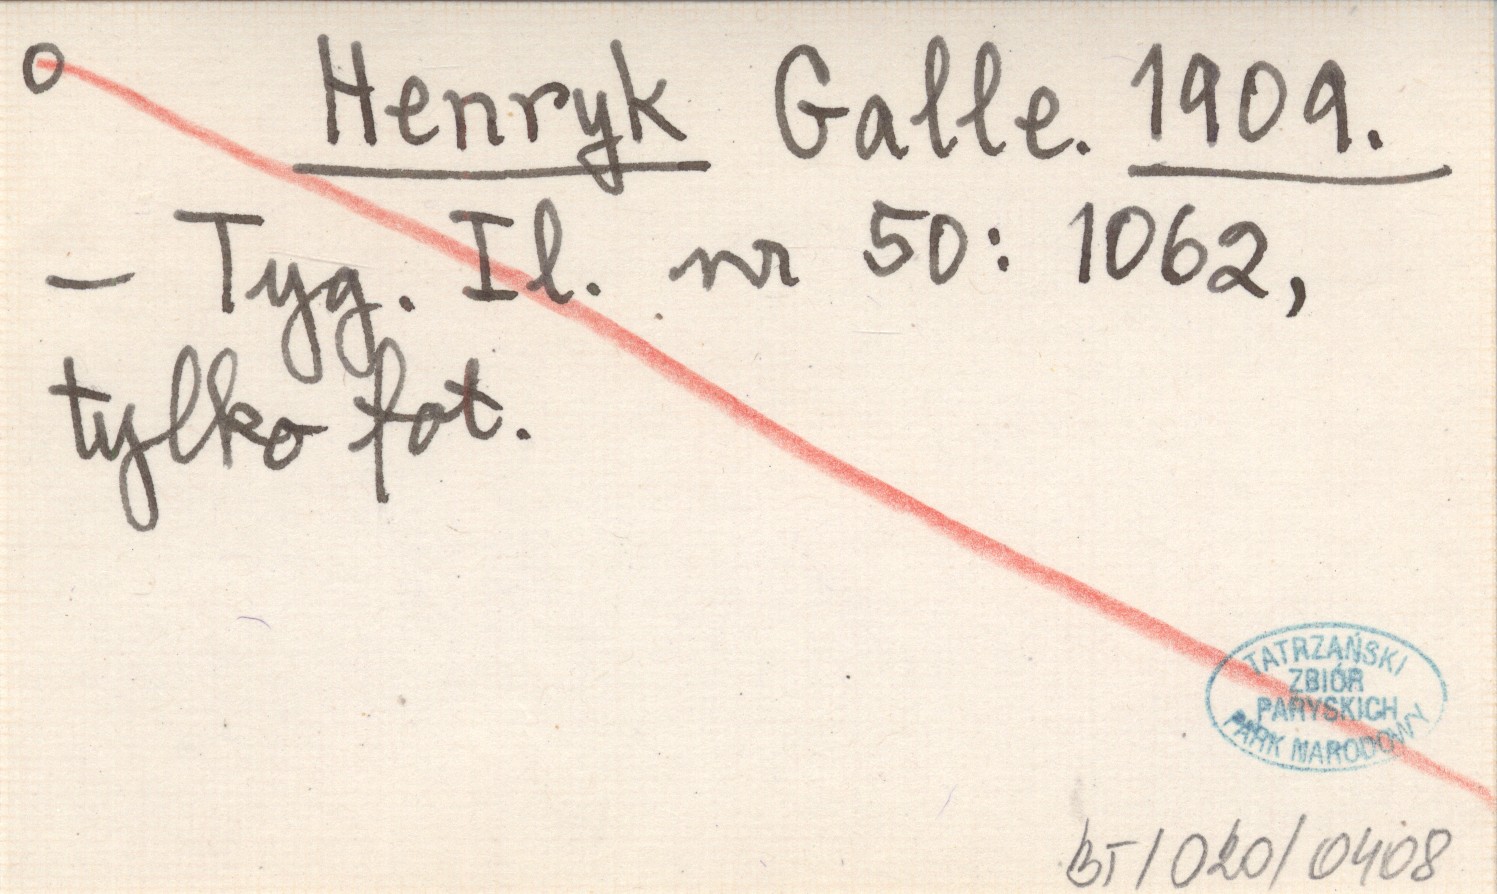 O Henryk Galle. 1909.
– Tyg. Il. nr 50: 1062,
tylko fot.
TATRZAŃSKI
ZBIÓR
PARYSKICH
PARK NARODOWY
BT/020/0408